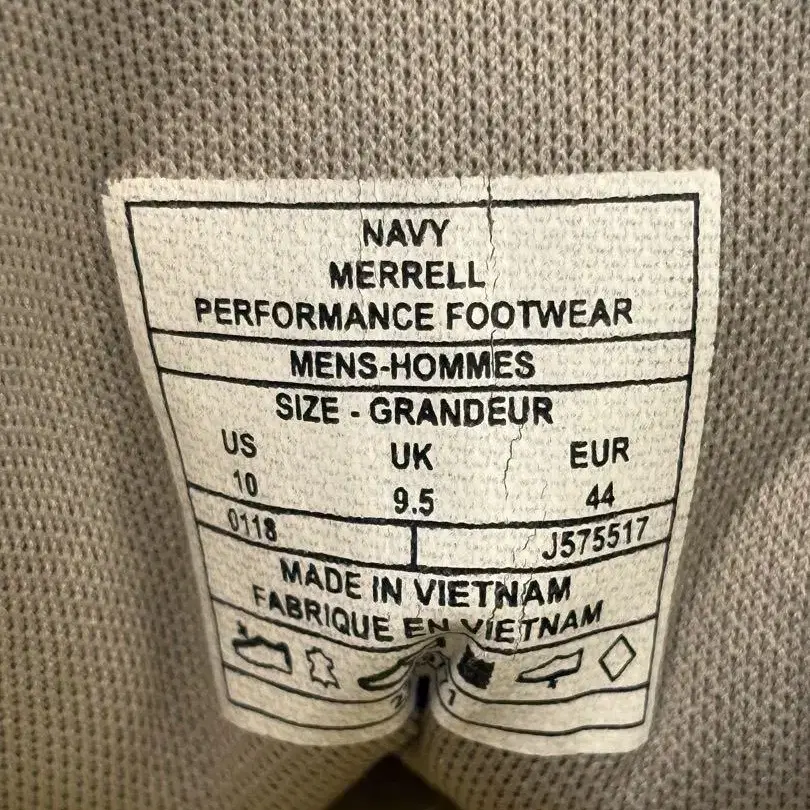 NAVY
MERRELL
PERFORMANCE FOOTWEAR
MENS-HOMMES
SIZE - GRANDEUR
US UK EUR
10 9.5 44
0118 J575517
MADE IN VIETNAM
FABRIQUE EN VIETNAM